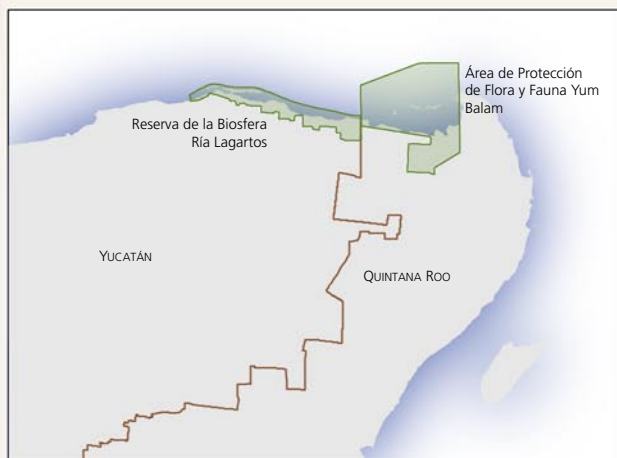 Área de Protección
de Flora y Fauna Yum
Balam
Reserva de la Biosfera
Ría Lagartos
YUCATÁN
QUINTANA ROO